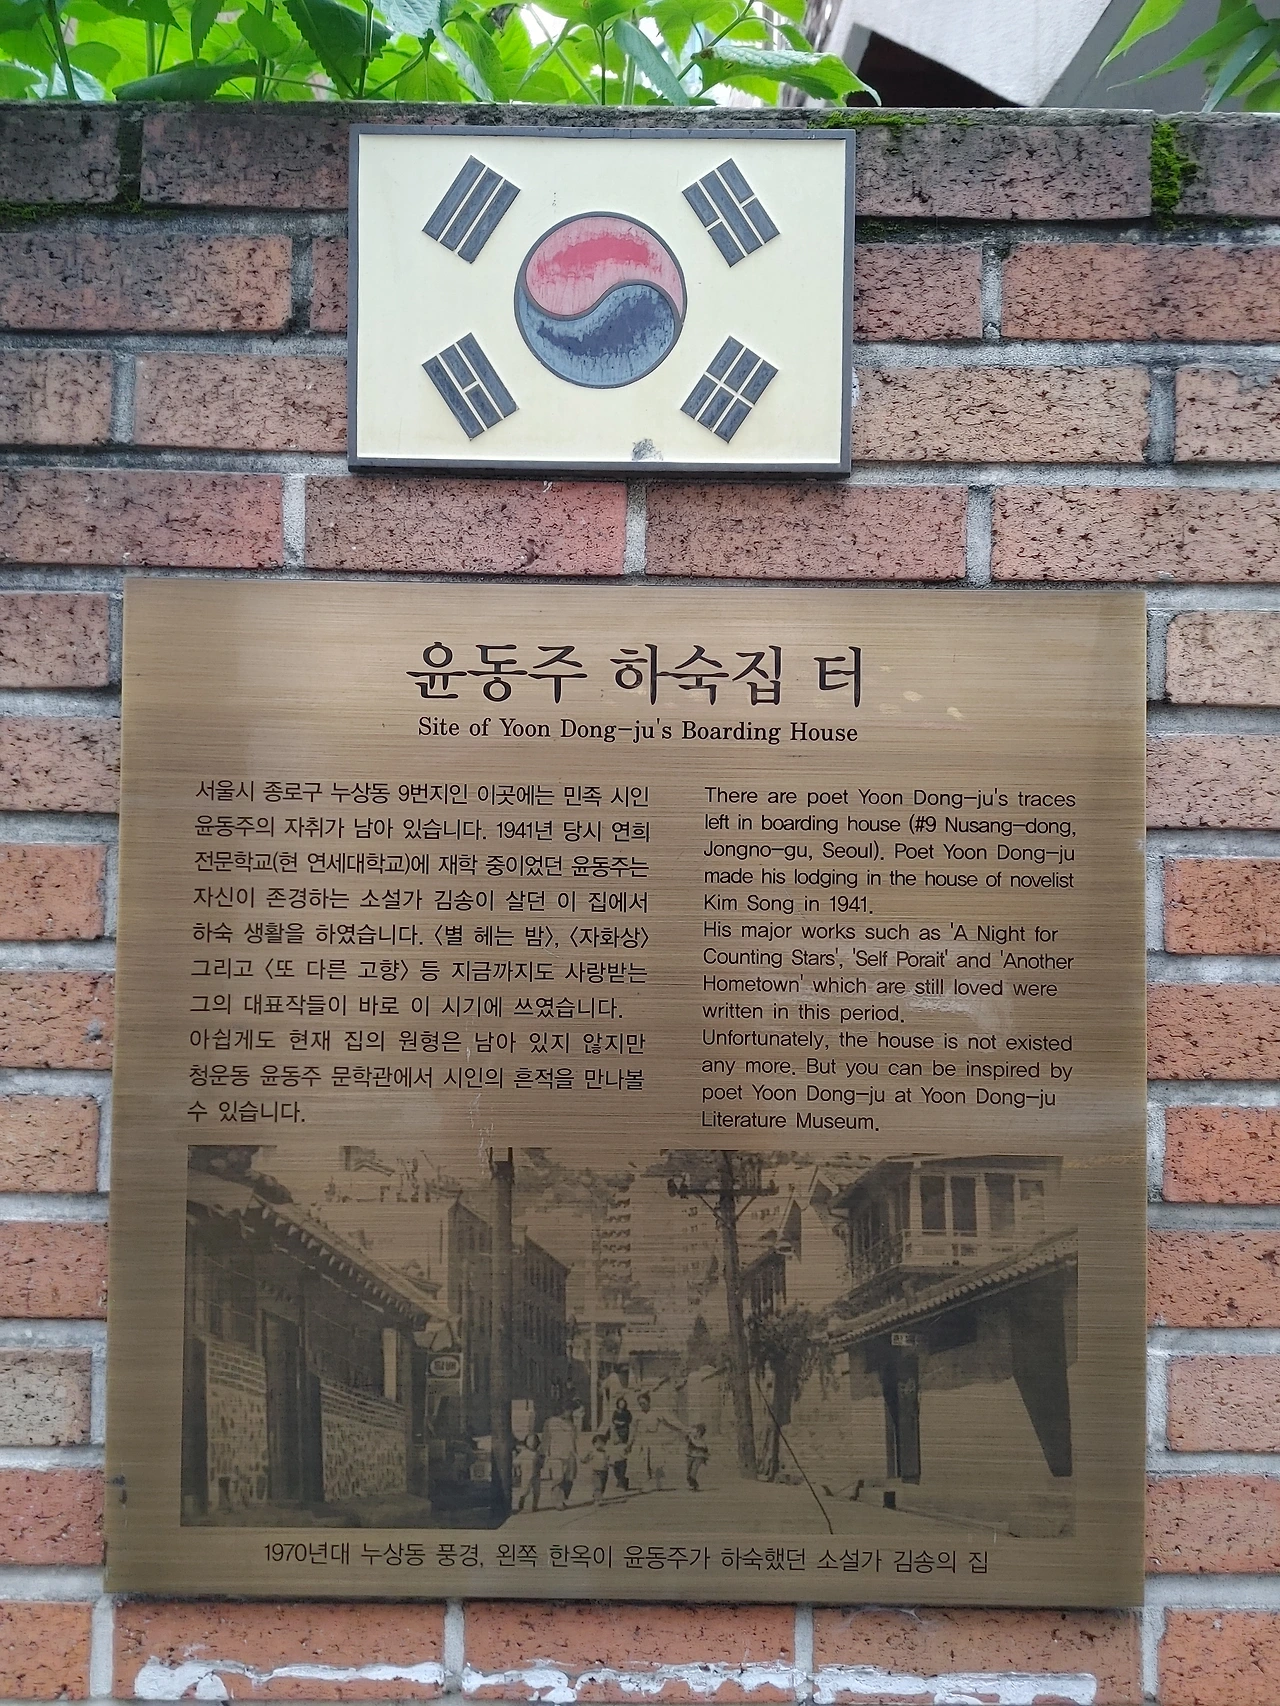 윤동주 하숙집 터
Site of Yoon Dong-ju's Boarding House
서울시 종로구 누상동 9번지인 이곳에는 민족 시인
윤동주의 자취가 남아 있습니다. 1941년 당시 연희
전문학교(현 연세대학교)에 재학 중이었던 윤동주는
자신이 존경하는 소설가 김송이 살던 이 집에서
하숙 생활을 하였습니다. 〈별 헤는 밤〉, 〈자화상〉
그리고 〈또 다른 고향〉 등 지금까지도 사랑받는
그의 대표작들이 바로 이 시기에 쓰였습니다.
아쉽게도 현재 집의 원형은 남아 있지 않지만
청운동 윤동주 문학관에서 시인의 흔적을 만나볼
수 있습니다.
There are poet Yoon Dong-ju's traces
left in boarding house (#9 Nusang-dong,
Jongno-gu, Seoul). Poet Yoon Dong-ju
made his lodging in the house of novelist
Kim Song in 1941.
His major works such as 'A Night for
Counting Stars', 'Self Porait' and 'Another
Hometown' which are still loved were
written in this period.
Unfortunately, the house is not existed
any more. But you can be inspired by
poet Yoon Dong-ju at Yoon Dong-ju
Literature Museum.
담배
1970년대 누상동 풍경, 왼쪽 한옥이 윤동주가 하숙했던 소설가 김송의 집